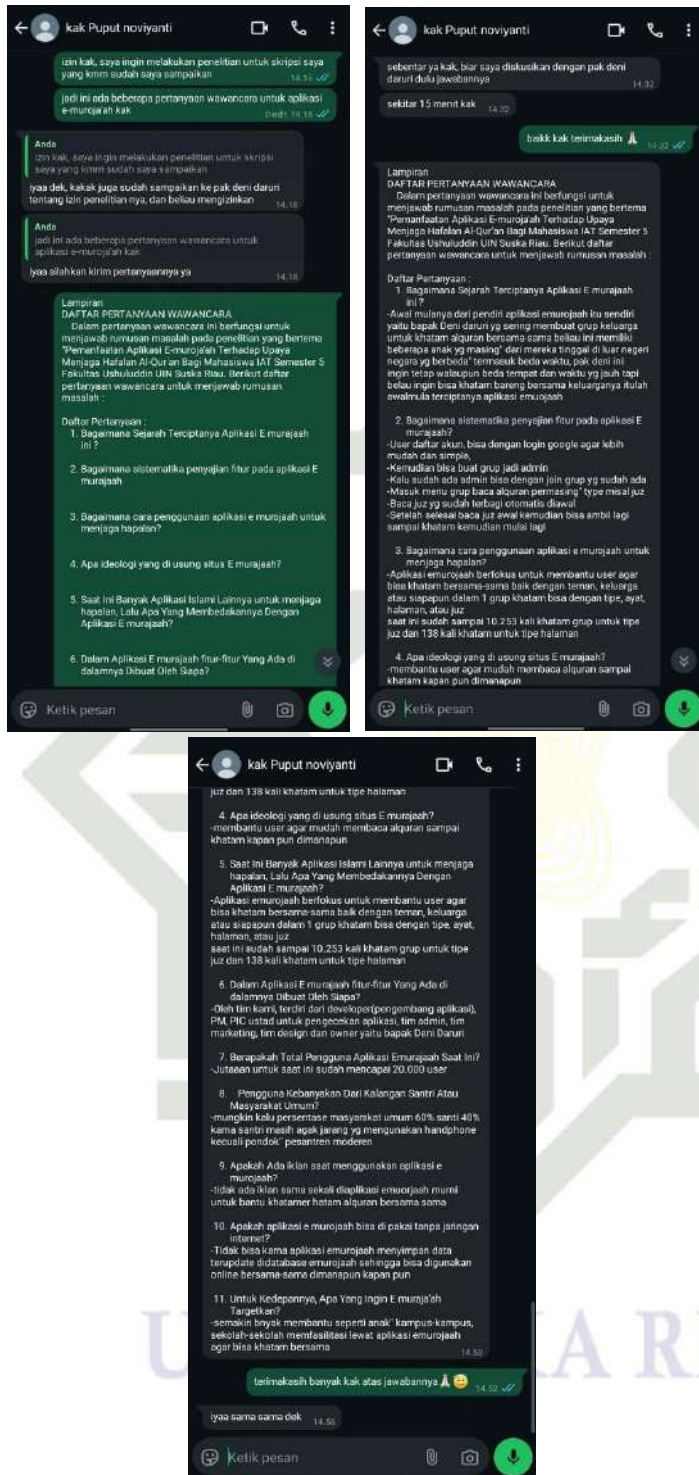 kak Puput noviyanti
izin kak, saya ingin melakukan penelitian untuk skripsi saya
yang kmrn sudah saya sampaikan
14.15
jadi ini ada beberapa pertanyaan wawancara untuk aplikasi
e-muroja'ah kak
Diedit 14.16
Anda
izin kak, saya ingin melakukan penelitian untuk skripsi
saya yang kmrn sudah saya sampaikan
iyaa dek, kakak juga sudah sampaikan ke pak deni daruri
tentang izin penelitian nya, dan beliau mengizinkan
14.18
Anda
jadi ini ada beberapa pertanyaan wawancara untuk
aplikasi e-muroja'ah kak
iyaa silahkan kirim pertanyaannya ya
14.18
Lampiran
DAFTAR PERTANYAAN WAWANCARA
Dalam pertanyaan wawancara ini berfungsi untuk
menjawab rumusan masalah pada penelitian yang bertema
"Pemanfaatan Aplikasi E-muroja'ah Terhadap Upaya
Menjaga Hafalan Al-Qur'an Bagi Mahasiswa IAT Semester 5
Fakultas Ushuluddin UIN Suska Riau. Berikut daftar
pertanyaan wawancara untuk menjawab rumusan
masalah :
Daftar Pertanyaan :
1. Bagaimana Sejarah Terciptanya Aplikasi E murajaah
ini ?
2. Bagaimana sistematika penyajian fitur pada aplikasi E
murajaah
3. Bagaimana cara penggunaan aplikasi e murojaah untuk
menjaga hapalan?
4. Apa ideologi yang di usung situs E murajaah?
5. Saat Ini Banyak Aplikasi Islami Lainnya untuk menjaga
hapalan, Lalu Apa Yang Membedakannya Dengan
Aplikasi E murajaah?
6. Dalam Aplikasi E murajaah fitur-fitur Yang Ada di
dalamnya Dibuat Oleh Siapa?
Ketik pesan
kak Puput noviyanti
sebentar ya kak, biar saya diskusikan dengan pak deni
daruri dulu jawabannya
14.32
sekitar 15 menit kak
14.32
baikk kak terimakasih 🙏
14.32
Lampiran
DAFTAR PERTANYAAN WAWANCARA
Dalam pertanyaan wawancara ini berfungsi untuk
menjawab rumusan masalah pada penelitian yang bertema
"Pemanfaatan Aplikasi E-muroja'ah Terhadap Upaya
Menjaga Hafalan Al-Qur'an Bagi Mahasiswa IAT Semester 5
Fakultas Ushuluddin UIN Suska Riau. Berikut daftar
pertanyaan wawancara untuk menjawab rumusan masalah :
Daftar Pertanyaan :
1. Bagaimana Sejarah Terciptanya Aplikasi E murajaah
ini ?
-Awal mulanya dari pendiri aplikasi emurojaah itu sendiri
yaitu bapak Deni daruri yg sering membuat grup keluarga
untuk khatam alquran bersama-sama beliau ini memiliki
beberapa anak yg masing" dari mereka tinggal di luar negeri
negara yg berbeda" termasuk beda waktu, pak deni ini
ingin tetap walaupun beda tempat dan waktu yg jauh tapi
belau ingin bisa khatam bareng bersama keluarganya itulah
awalmula terciptanya aplikasi emuojaah
2. Bagaimana sistematika penyajian fitur pada aplikasi E
murajaah?
-User daftar akun, bisa dengan login google agar lebih
mudah dan simple,
-Kemudian bisa buat grup jadi admin
-Kalu sudah ada admin bisa dengan join grup yg sudah ada
-Masuk menu grup baca alquran permasing" type misal juz
-Baca juz yg sudah terbagi otomatis diawal
-Setelah selesai baca juz awal kemudian bisa ambil lagi
sampai khatam kemudian mulai lagi
3. Bagaimana cara penggunaan aplikasi e murojaah untuk
menjaga hapalan?
-Aplikasi emurojaah berfokus untuk membantu user agar
bisa khatam bersama-sama baik dengan teman, keluarga
atau siapapun dalam 1 grup khatam bisa dengan tipe, ayat,
halaman, atau juz
saat ini sudah sampai 10.253 kali khatam grup untuk tipe
juz dan 138 kali khatam untuk tipe halaman
4. Apa ideologi yang di usung situs E murajaah?
-membantu user agar mudah membaca alquran sampai
khatam kapan pun dimanapun
Ketik pesan
kak Puput noviyanti
juz dan 138 kali khatam untuk tipe halaman
4. Apa ideologi yang di usung situs E murajaah?
-membantu user agar mudah membaca alquran sampai
khatam kapan pun dimanapun
5. Saat Ini Banyak Aplikasi Islami Lainnya untuk menjaga
hapalan, Lalu Apa Yang Membedakannya Dengan
Aplikasi E murajaah?
-Aplikasi emurojaah berfokus untuk membantu user agar
bisa khatam bersama-sama baik dengan teman, keluarga
atau siapapun dalam 1 grup khatam bisa dengan tipe, ayat,
halaman, atau juz
saat ini sudah sampai 10.253 kali khatam grup untuk tipe
juz dan 138 kali khatam untuk tipe halaman
6. Dalam Aplikasi E murajaah fitur-fitur Yang Ada di
dalamnya Dibuat Oleh Siapa?
-Oleh tim kami, terdiri dari developer(pengembang aplikasi),
PM, PIC ustad untuk pengecekan aplikasi, tim admin, tim
marketing, tim design dan owner yaitu bapak Deni Daruri
7. Berapakah Total Pengguna Aplikasi Emurajaah Saat Ini?
-Jutaaan untuk saat ini sudah mencapai 20.000 user
8. Pengguna Kebanyakan Dari Kalangan Santri Atau
Masyarakat Umum?
-mungkin kalu persentase masyarakat umum 60% santi 40%
karna santri masih agak jarang yg mengunakan handphone
kecuali pondok" pesantren moderen
9. Apakah Ada iklan saat menggunakan aplikasi e
murojaah?
-tidak ada iklan sama sekali diaplikasi emuorjaah murni
untuk bantu khatamer hatam alquran bersama sama
10. Apakah aplikasi e murojaah bisa di pakai tanpa jaringan
internet?
-Tidak bisa karna aplikasi emurojaah menyimpan data
terupdate didatabase emurojaah sehingga bisa digunakan
online bersama-sama dimanapun kapan pun
11. Untuk Kedepannya, Apa Yang Ingin E muraja'ah
Targetkan?
-semakin bnyak membantu seperti anak" kampus-kampus,
sekolah-sekolah memfasilitasi lewat aplikasi emurojaah
agar bisa khatam bersama
14.50
terimakasih banyak kak atas jawabannya 🙏😊
14.52
iyaa sama sama dek
14.56
Ketik pesan